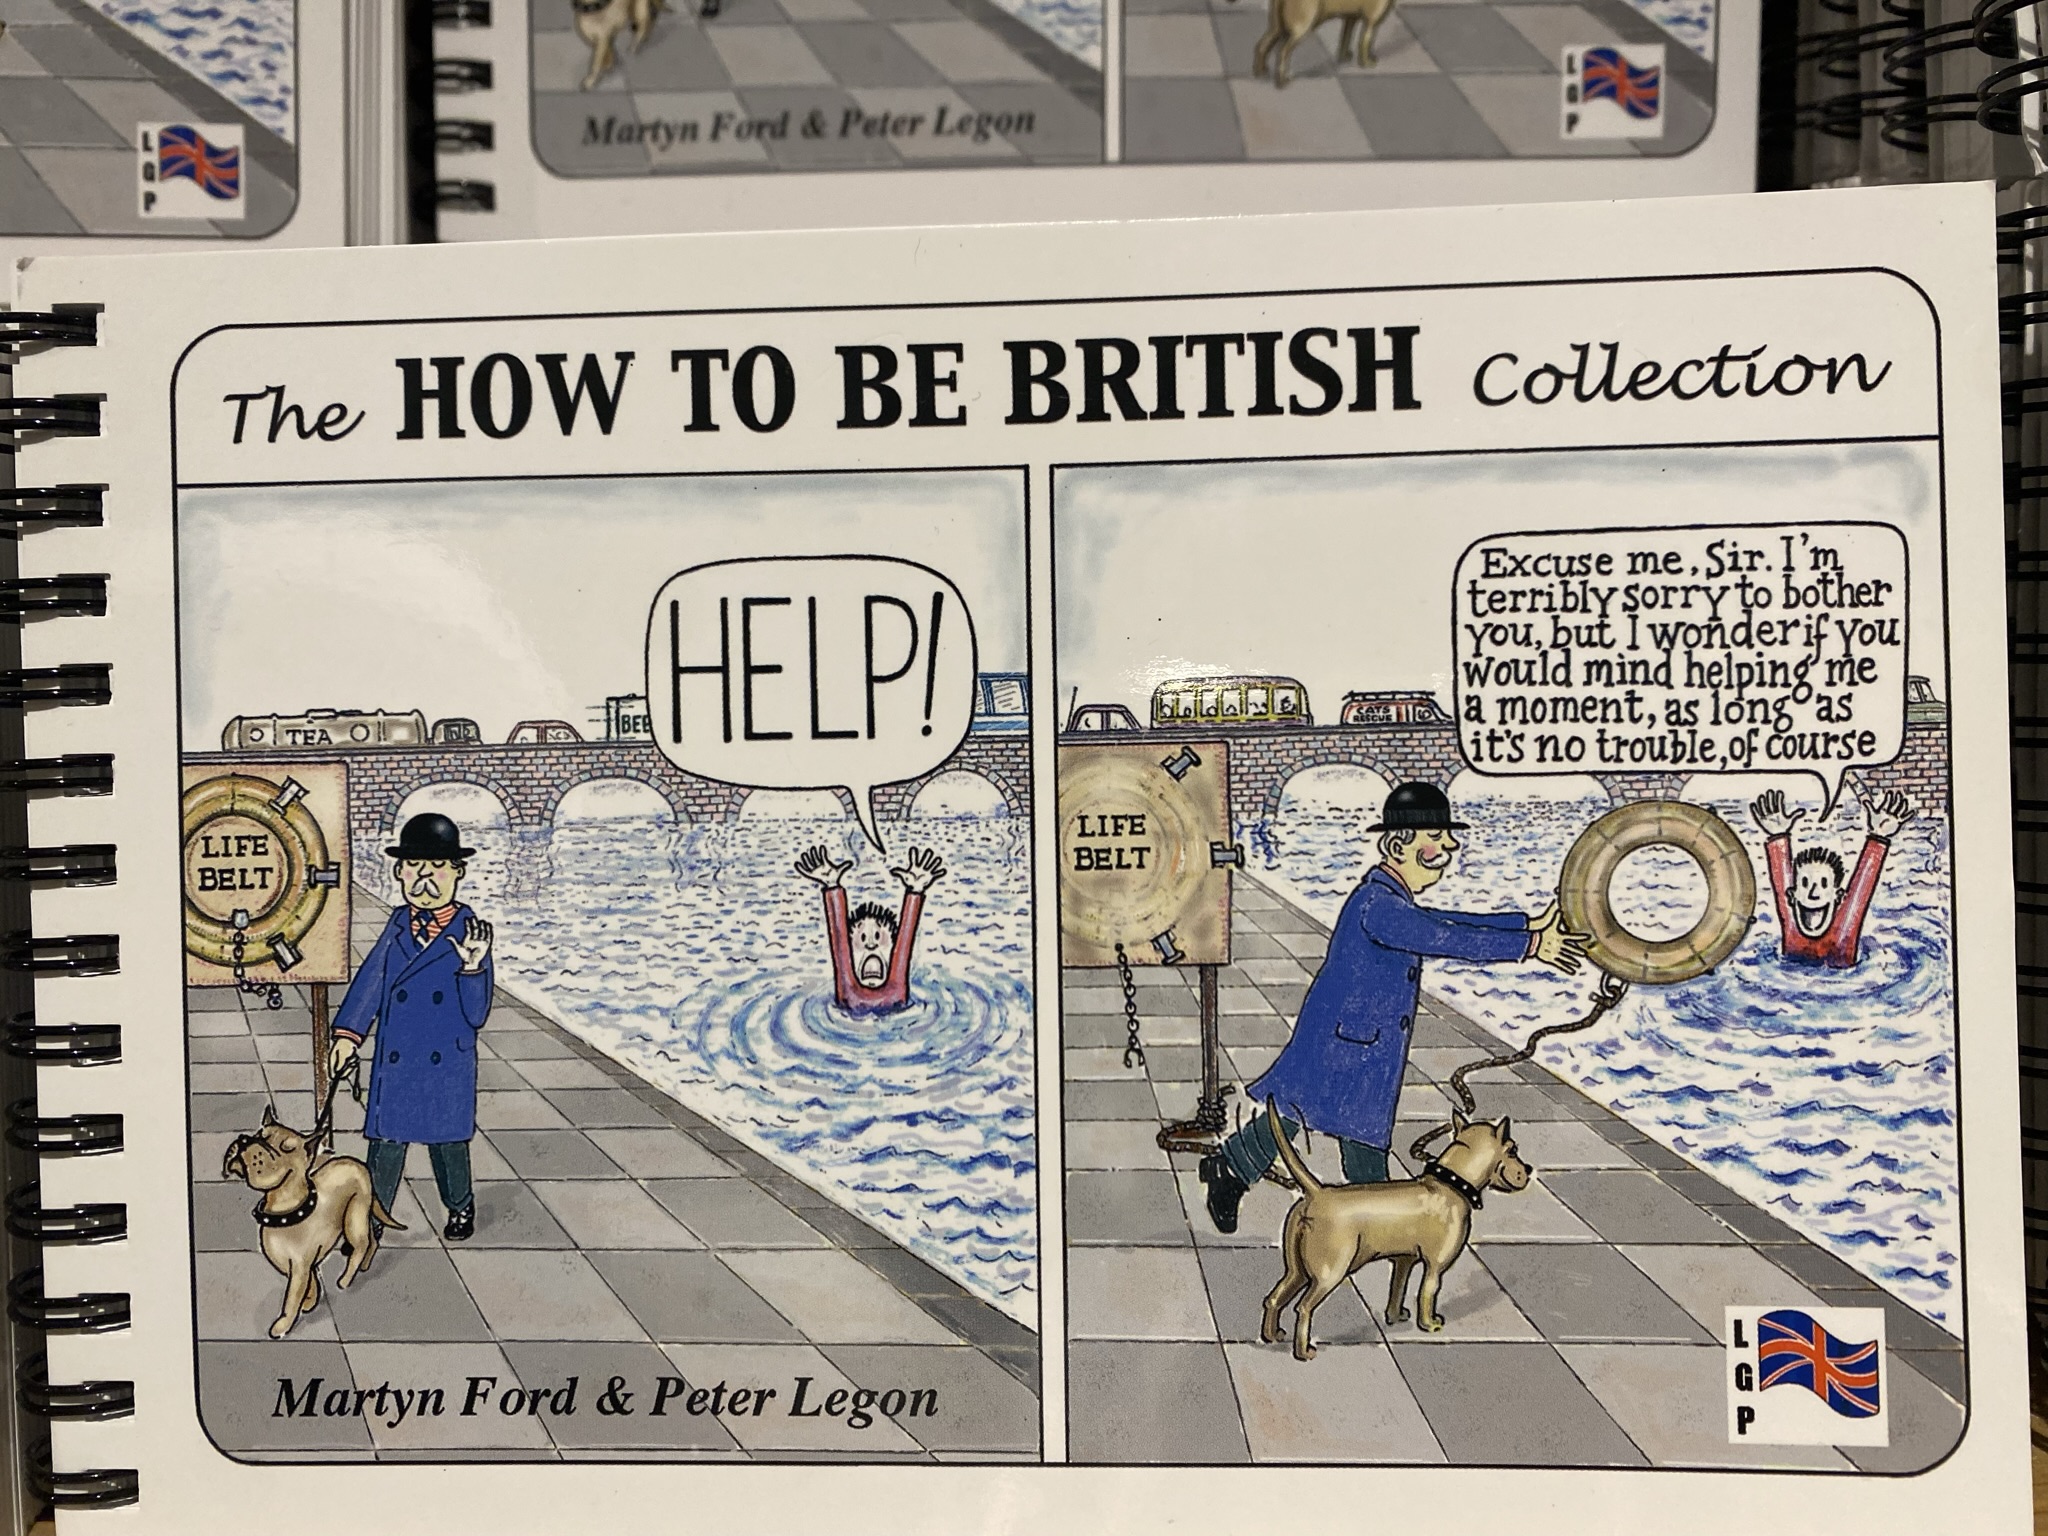 L
G
P
Martyn Ford & Peter Legon
L
G
P
The HOW TO BE BRITISH Collection
HELP!
TEA
BEE
LIFE
BELT
Martyn Ford & Peter Legon
Excuse me, Sir. I'm
terribly sorry to bother
you, but I wonder if you
would mind helping me
a moment, as long as
it's no trouble, of course
CATS
RESCUE
LIFE
BELT
L
G
P